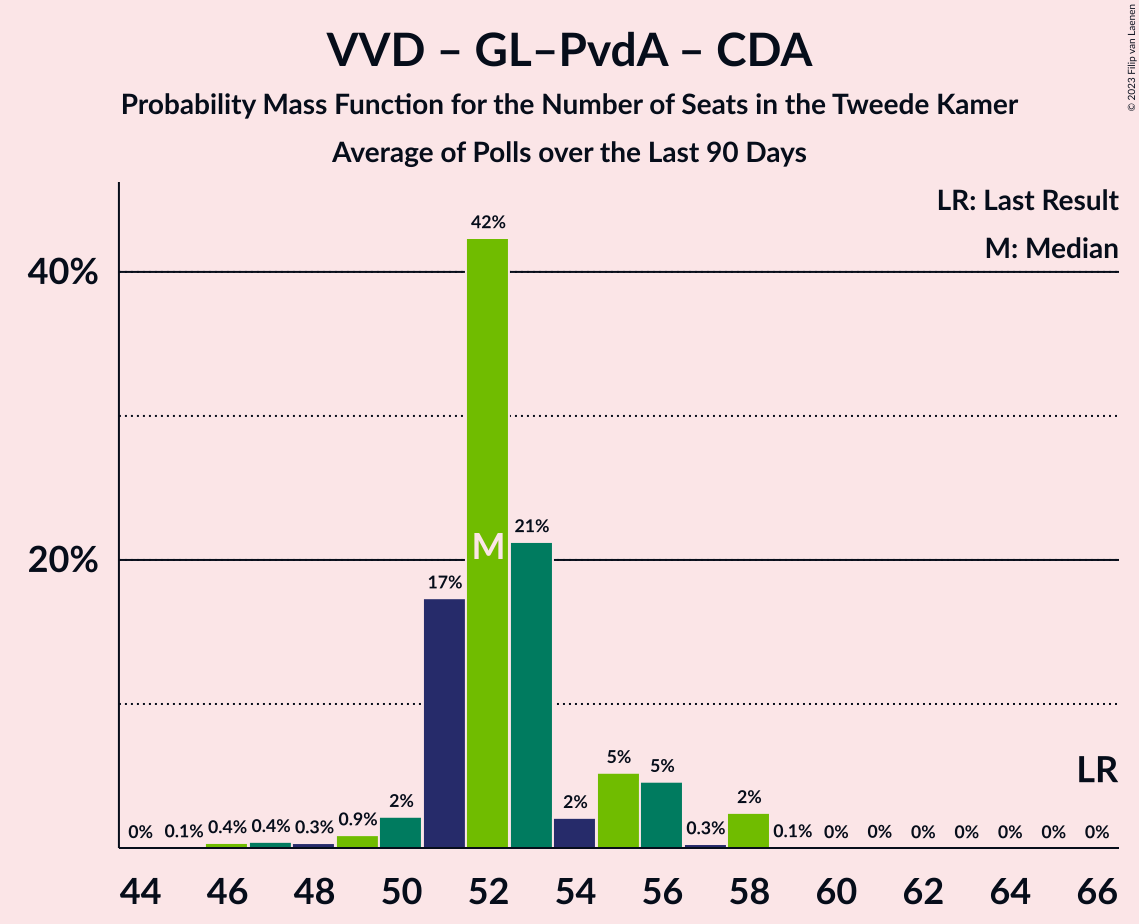 VVD – GL–PvdA – CDA
Probability Mass Function for the Number of Seats in the Tweede Kamer
Average of Polls over the Last 90 Days
© 2023 Filip van Laenen
LR: Last Result
M: Median
40%
20%
0% 0.1% 0.4% 0.4% 0.3% 0.9% 2% 17% 42% 21% 2% 5% 5% 0.3% 2% 0.1% 0% 0% 0% 0% 0% 0% 0%
M
LR
44 46 48 50 52 54 56 58 60 62 64 66